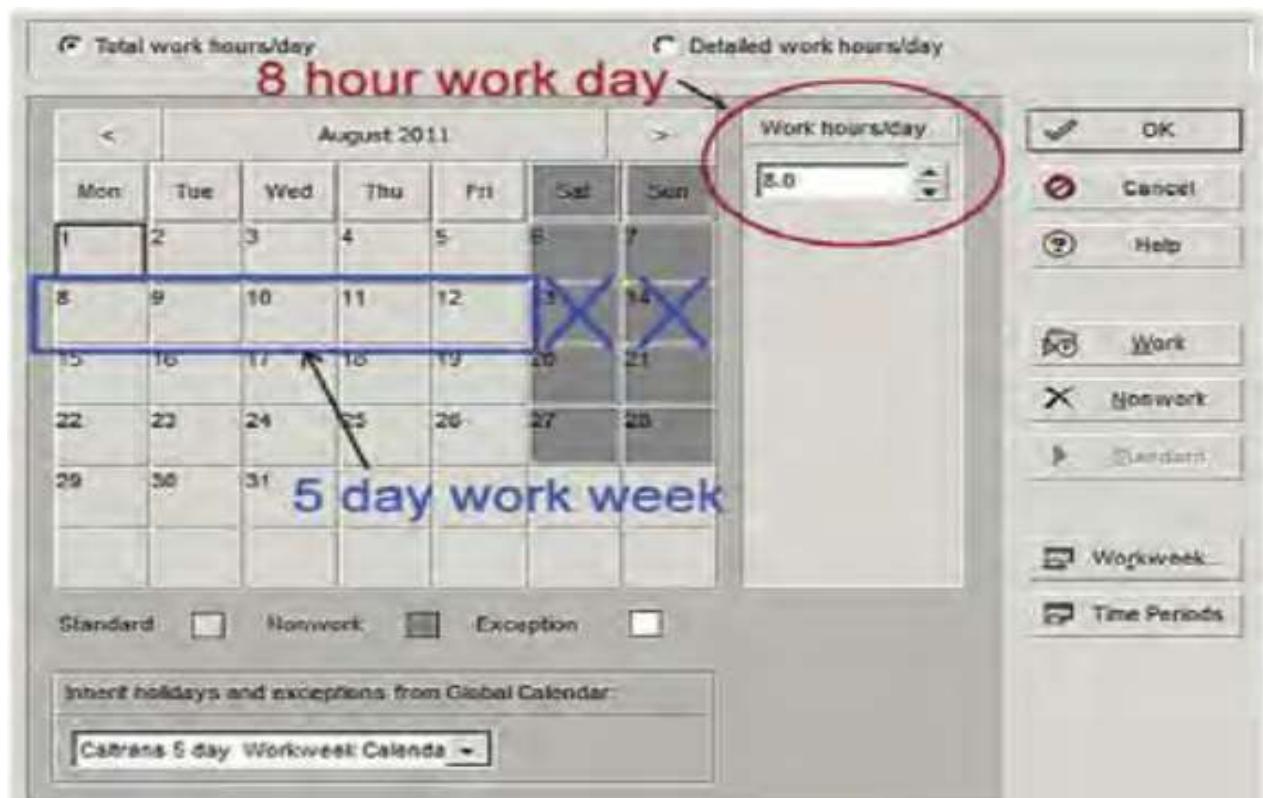 Total work hours/day Detailed work hours/day
8 hour work day
< August 2011 > Work hours/day
Mon Tue Wed Thu Fri Sat Sun 8.0
1 2 3 4 5 6 7
8 9 10 11 12 13 14
15 16 17 18 19 20 21
22 23 24 25 26 27 28
29 30 31
5 day work week
Standard Nonwork Exception
Inherit holidays and exceptions from Global Calendar:
Caltrans 5 day Workweek Calenda
OK
Cancel
Help
Work
Nonwork
Standard
Workweek...
Time Periods